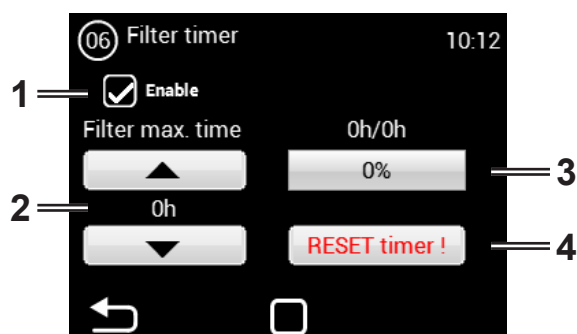 06 Filter timer 10:12
1 Enable
Filter max. time 0h/0h
0% 3
2 0h
RESET timer ! 4